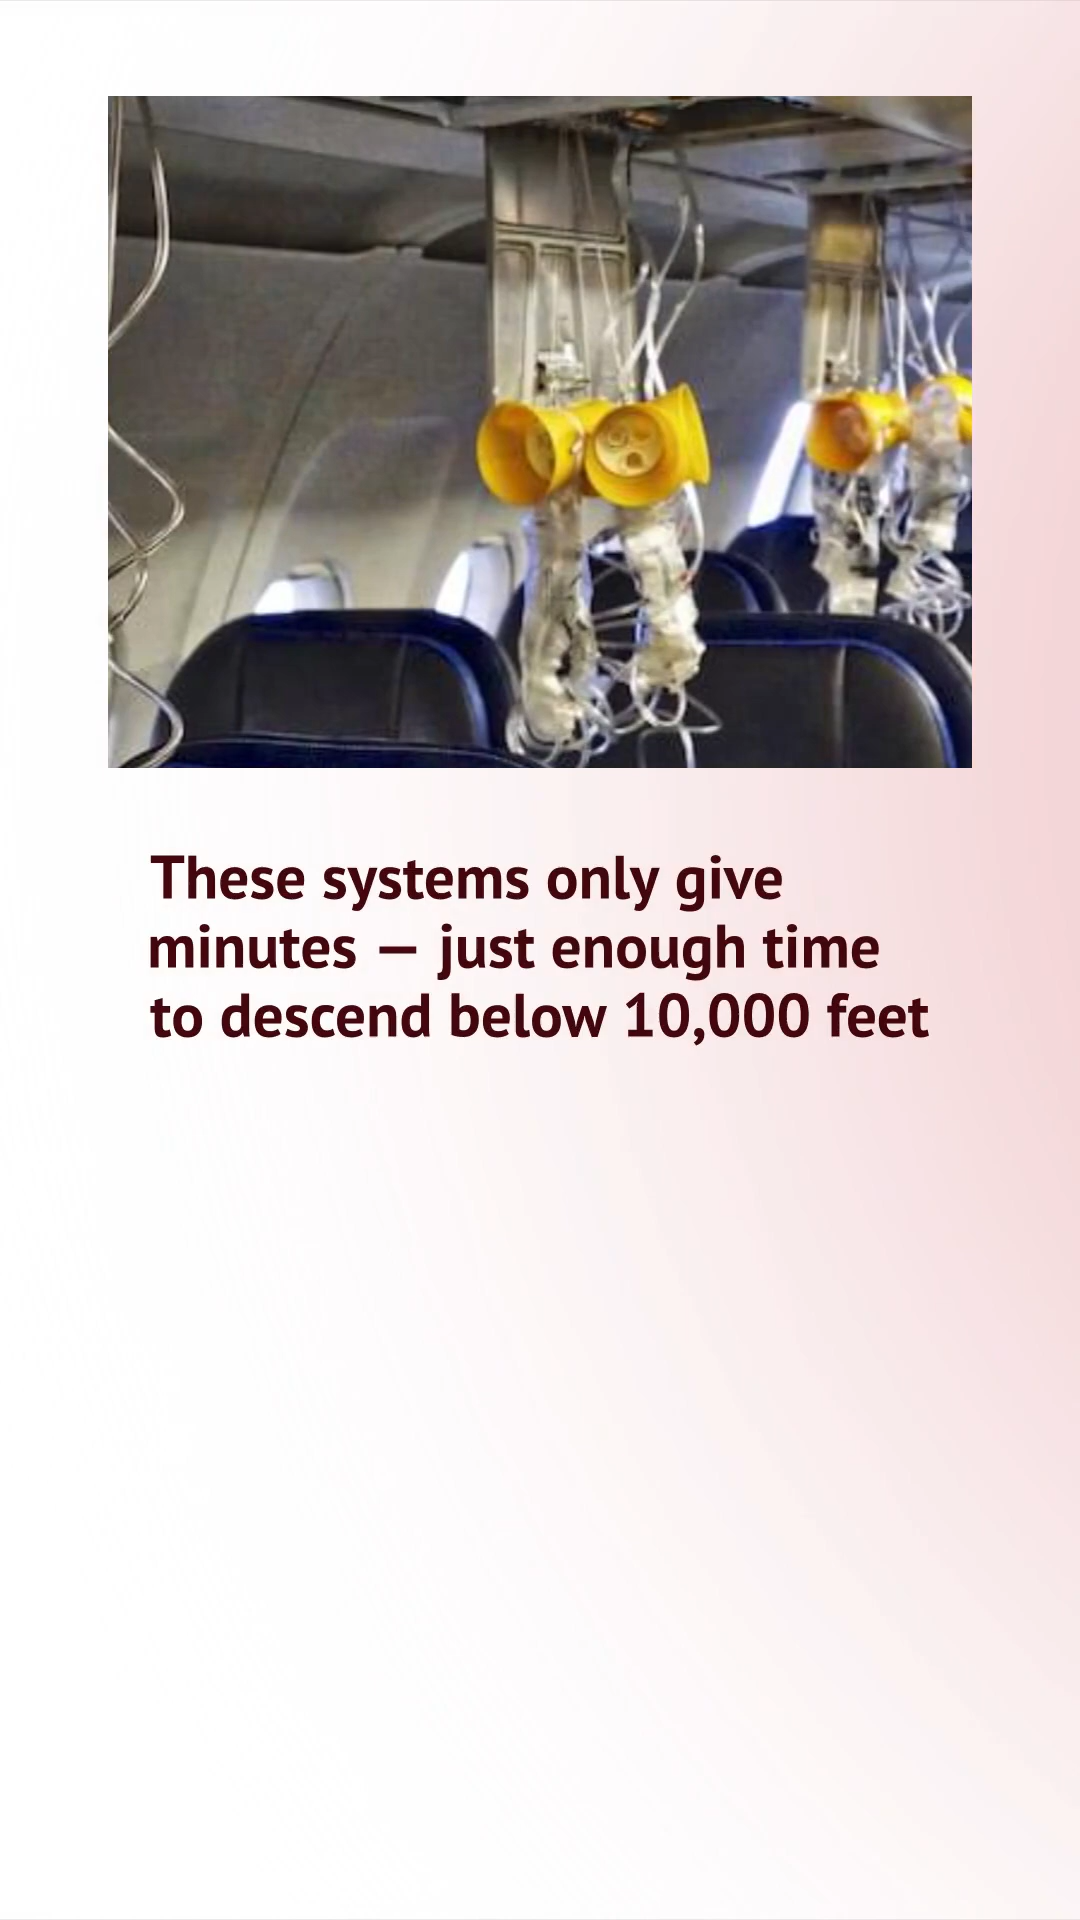 These systems only give
minutes — just enough time
to descend below 10,000 feet